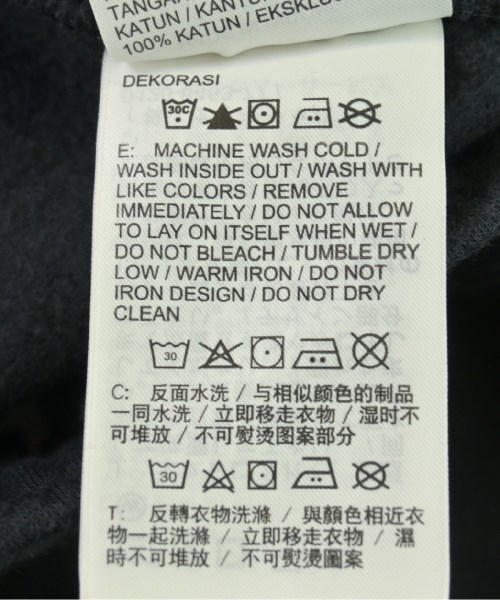 TANGAN
KATUN / KANT
KATUN / EKSKLUS
100% KATUN
DEKORASI
30C
E: MACHINE WASH COLD /
WASH INSIDE OUT / WASH WITH
LIKE COLORS / REMOVE
IMMEDIATELY / DO NOT ALLOW
TO LAY ON ITSELF WHEN WET /
DO NOT BLEACH / TUMBLE DRY
LOW / WARM IRON / DO NOT
IRON DESIGN / DO NOT DRY
CLEAN
30
C: 反面水洗 / 与相似颜色的制品
一同水洗 / 立即移走衣物 / 湿时不
可堆放 / 不可熨烫图案部分
30
T: 反轉衣物洗滌 / 與顏色相近衣
物一起洗滌 / 立即移走衣物 / 濕
時不可堆放 / 不可熨燙圖案